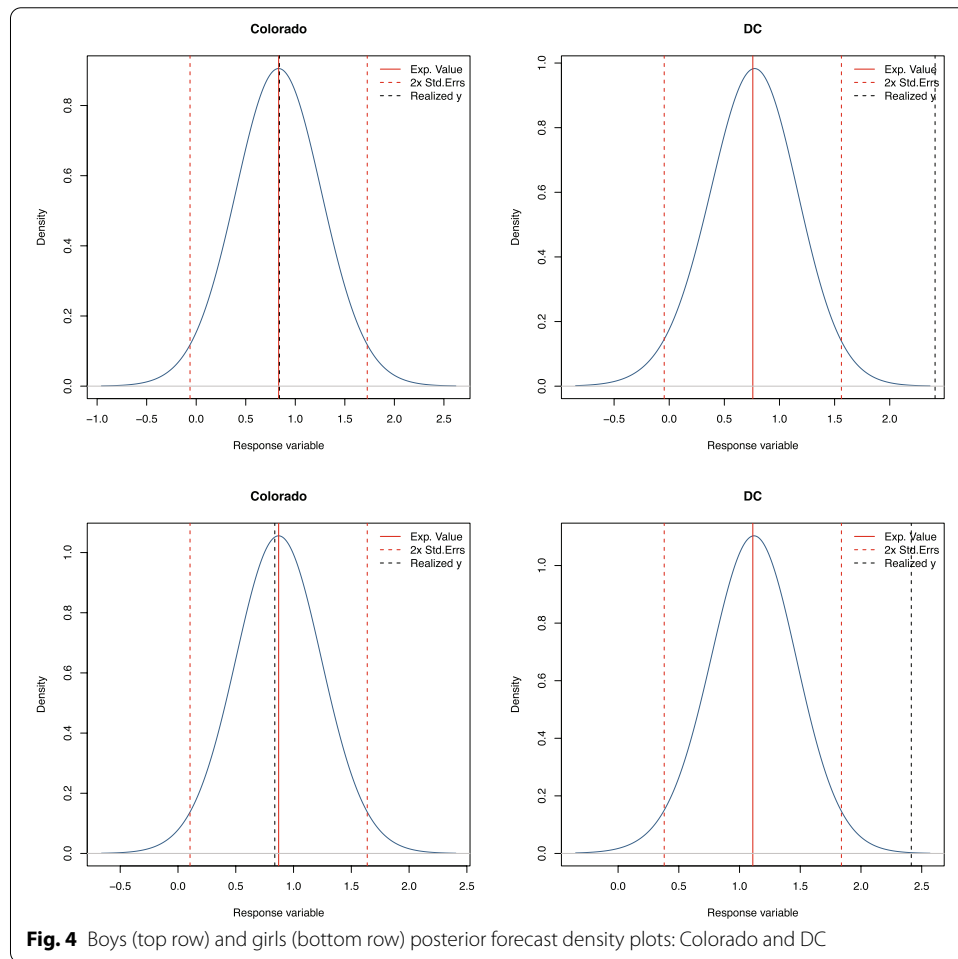 Colorado
Exp. Value
2x Std.Errs
Realized y
Density
0.0 0.2 0.4 0.6 0.8
−1.0 −0.5 0.0 0.5 1.0 1.5 2.0 2.5
Response variable
DC
Exp. Value
2x Std.Errs
Realized y
Density
0.0 0.2 0.4 0.6 0.8 1.0
−0.5 0.0 0.5 1.0 1.5 2.0
Response variable
Colorado
Exp. Value
2x Std.Errs
Realized y
Density
0.0 0.2 0.4 0.6 0.8 1.0
−0.5 0.0 0.5 1.0 1.5 2.0 2.5
Response variable
DC
Exp. Value
2x Std.Errs
Realized y
Density
0.0 0.2 0.4 0.6 0.8 1.0
0.0 0.5 1.0 1.5 2.0 2.5
Response variable
Fig. 4 Boys (top row) and girls (bottom row) posterior forecast density plots: Colorado and DC